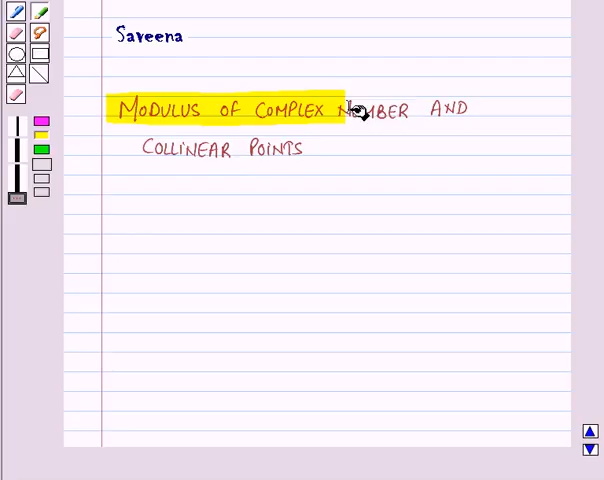 Saveena
MODULUS OF COMPLEX NUMBER AND
COLLINEAR POINTS